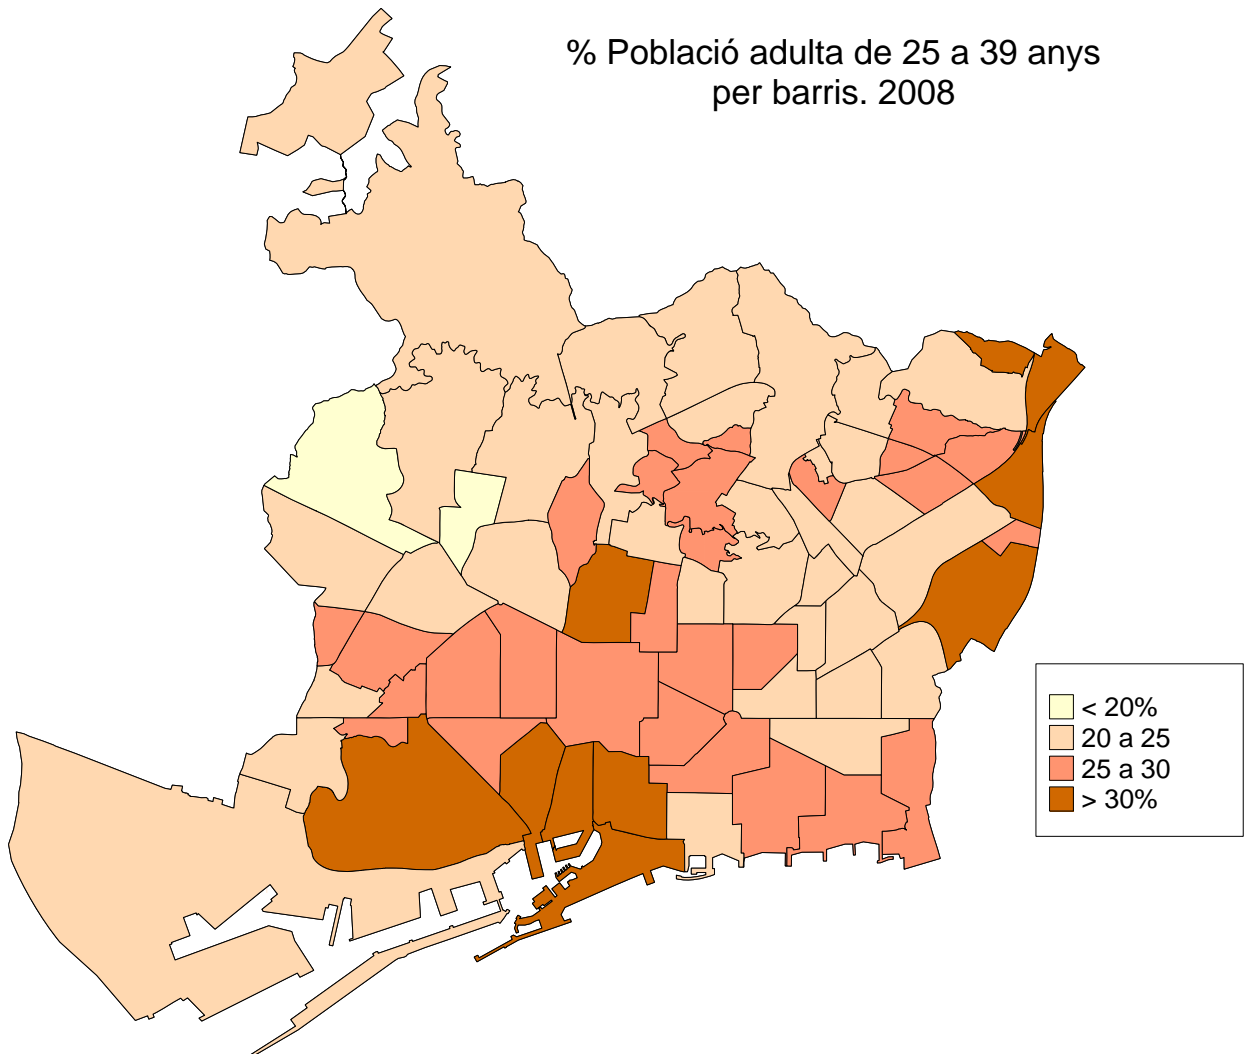 % Població adulta de 25 a 39 anys
per barris. 2008
< 20%
20 a 25
25 a 30
> 30%